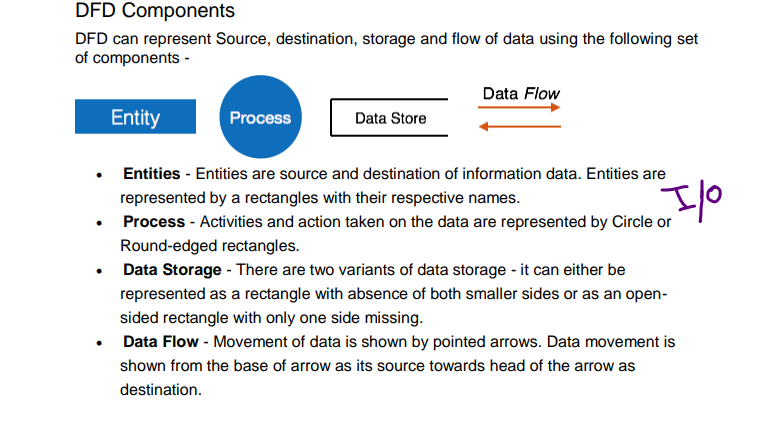 DFD Components
DFD can represent Source, destination, storage and flow of data using the following set
of components -
Entity
Process
Data Store
Data Flow
• Entities - Entities are source and destination of information data. Entities are
represented by a rectangles with their respective names.
I/O
• Process - Activities and action taken on the data are represented by Circle or
Round-edged rectangles.
• Data Storage - There are two variants of data storage - it can either be
represented as a rectangle with absence of both smaller sides or as an open-
sided rectangle with only one side missing.
• Data Flow - Movement of data is shown by pointed arrows. Data movement is
shown from the base of arrow as its source towards head of the arrow as
destination.